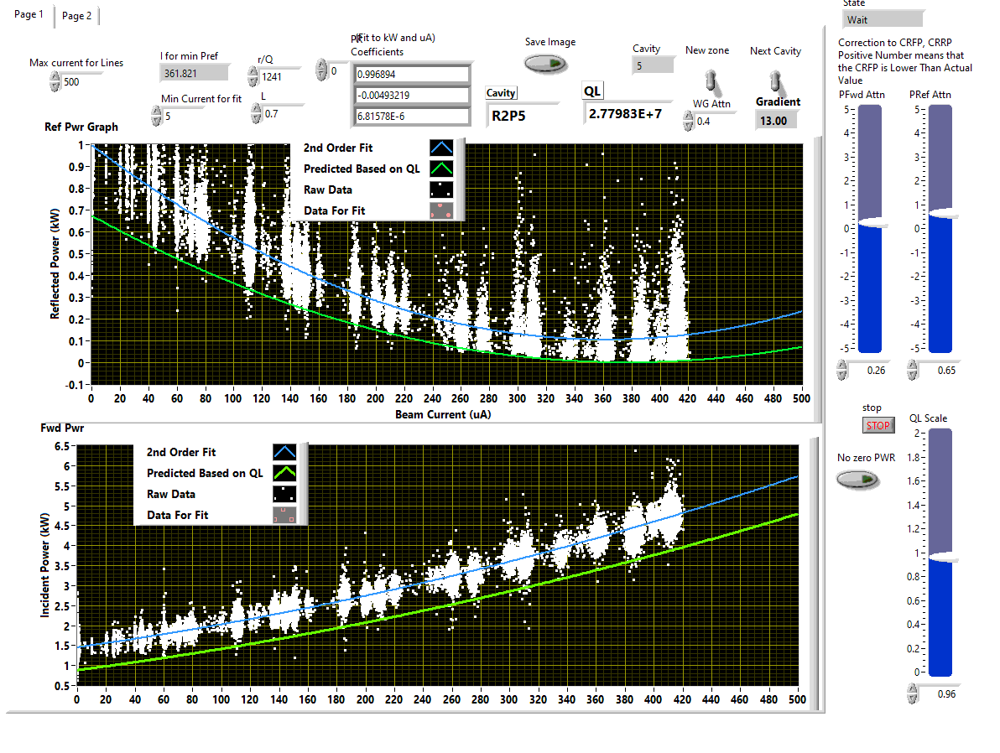 Page 1
Page 2
State
Wait
Max current for Lines
500
I for min Pref
361.821
Min Current for fit
5
r/Q
1241
L
0.7
0
(Fit to kW and uA)
Coefficients
0.996894
-0.00493219
6.81578E-6
Save Image
Cavity
R2P5
QL
2.77983E+7
Cavity
5
New zone
WG Attn
0.4
Next Cavity
Gradient
13.00
Correction to CRFP, CRRP
Positive Number means that
the CRFP is Lower Than Actual
Value
PFwd Attn
5
4
3
2
1
0
-1
-2
-3
-4
-5
0.26
PRef Attn
5
4
3
2
1
0
-1
-2
-3
-4
-5
0.65
Ref Pwr Graph
2nd Order Fit
Predicted Based on QL
Raw Data
Data For Fit
Reflected Power (kW)
1
0.9
0.8
0.7
0.6
0.5
0.4
0.3
0.2
0.1
0
-0.1
0 20 40 60 80 100 120 140 160 180 200 220 240 260 280 300 320 340 360 380 400 420 440 460 480 500
Beam Current (uA)
Fwd Pwr
2nd Order Fit
Predicted Based on QL
Raw Data
Data For Fit
Incident Power (kW)
6.5
6
5.5
5
4.5
4
3.5
3
2.5
2
1.5
1
0.5
0 20 40 60 80 100 120 140 160 180 200 220 240 260 280 300 320 340 360 380 400 420 440 460 480 500
stop
STOP
No zero PWR
QL Scale
2
1.8
1.6
1.4
1.2
1
0.8
0.6
0.4
0.2
0
0.96